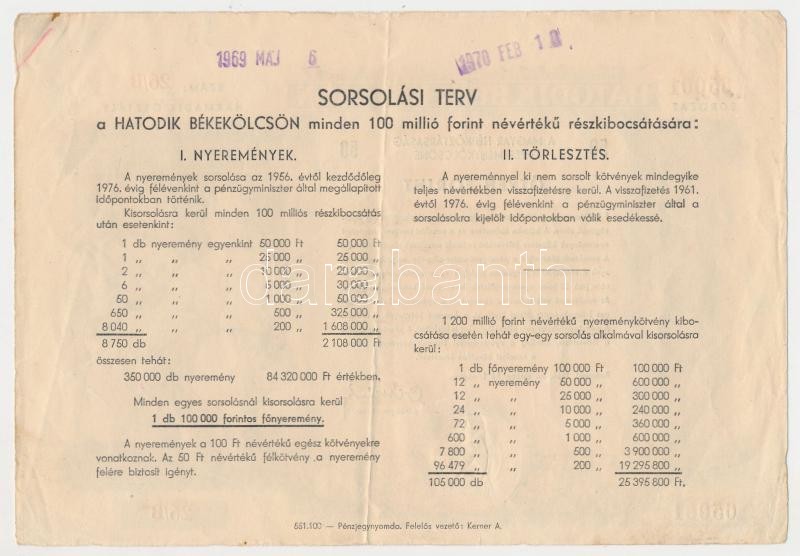 1969 MÁJ 6
1970 FEB 1
SORSOLÁSI TERV
a HATODIK BÉKEKÖLCSÖN minden 100 millió forint névértékű részkibocsátására:
I. NYEREMÉNYEK.
A nyeremények sorsolása az 1956. évtől kezdődőleg
1976. évig félévenkint a pénzügyminiszter által megállapított
időpontokban történik.
Kisorsolásra kerül minden 100 milliós részkibocsátás
után esetenkint:
1 db nyeremény egyenkint 50 000 Ft 50 000 Ft
1 „ „ „ 25 000 „ 25 000 „
2 „ „ „ 10 000 „ 20 000 „
6 „ „ „ 5 000 „ 30 000 „
50 „ „ „ 1 000 „ 50 000 „
650 „ „ „ 500 „ 325 000 „
8 040 „ „ „ 200 „ 1 608 000 „
8 750 db 2 108 000 Ft
összesen tehát:
350 000 db nyeremény 84 320 000 Ft értékben.
Minden egyes sorsolásnál kisorsolásra kerül
1 db 100 000 forintos főnyeremény.
A nyeremények a 100 Ft névértékű egész kötvényekre
vonatkoznak. Az 50 Ft névértékű félkötvény a nyeremény
felére biztosít igényt.
II. TÖRLESZTÉS.
A nyereménnyel ki nem sorsolt kötvények mindegyike
teljes névértékben visszafizetésre kerül. A visszafizetés 1961.
évtől 1976. évig félévenkint a pénzügyminiszter által a
sorsolásokra kijelölt időpontokban válik esedékessé.
1 200 millió forint névértékű nyereménykötvény kibo-
csátása esetén tehát egy-egy sorsolás alkalmával kisorsolásra
kerül:
1 db főnyeremény 100 000 Ft 100 000 Ft
12 „ nyeremény 50 000 „ 600 000 „
12 „ „ 25 000 „ 300 000 „
24 „ „ 10 000 „ 240 000 „
72 „ „ 5 000 „ 360 000 „
600 „ „ 1 000 „ 600 000 „
7 800 „ „ 500 „ 3 900 000 „
96 479 „ „ 200 „ 19 295 800 „
105 000 db 25 395 800 Ft.
551.100 — Pénzjegynyomda. Felelős vezető: Kerner A.
darabanth